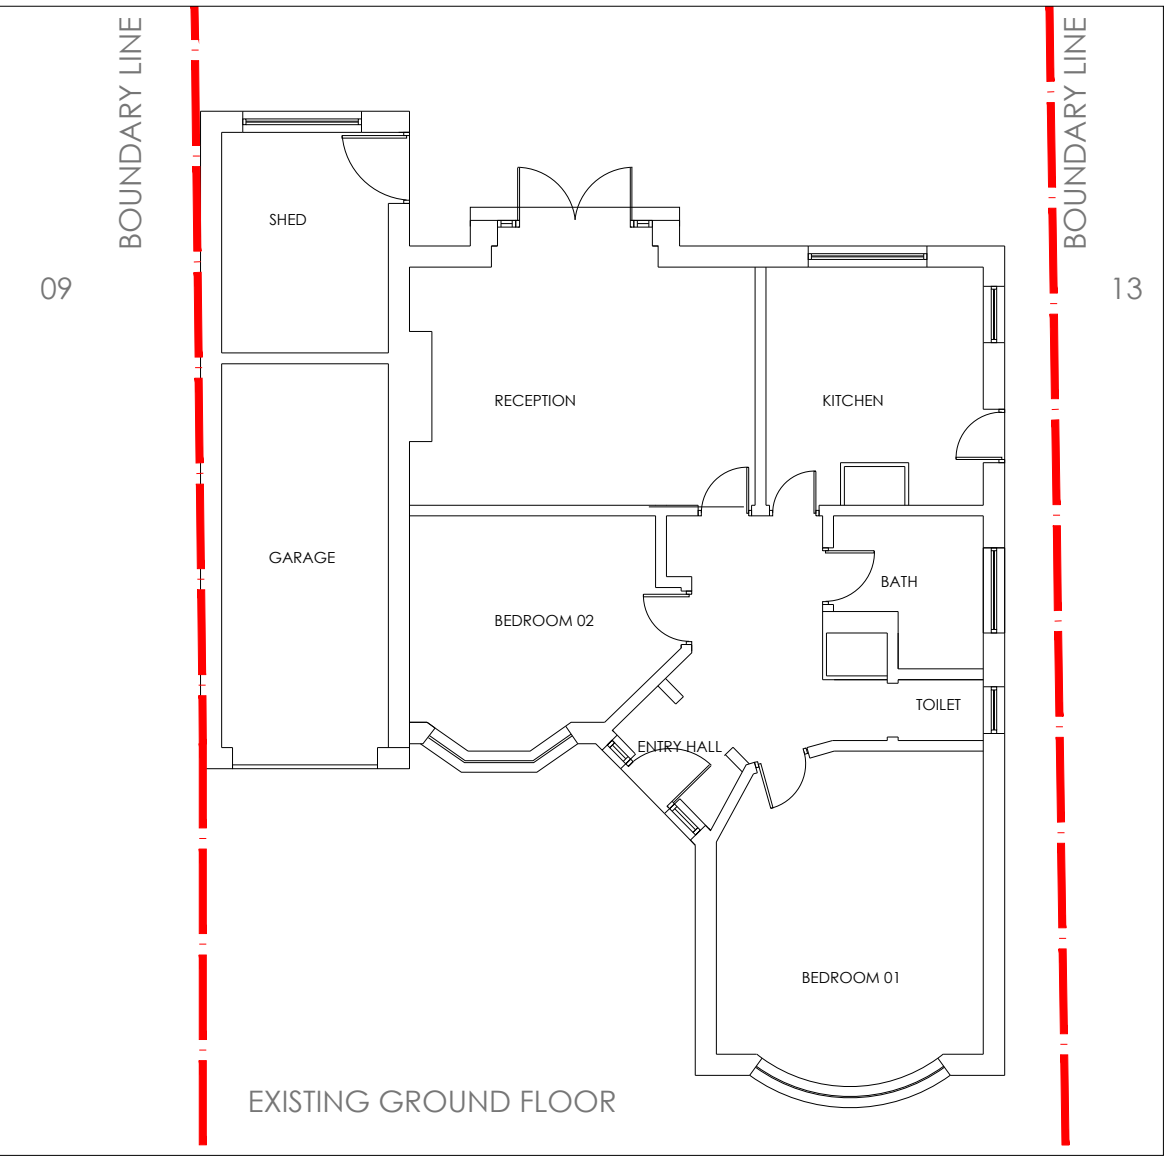 BOUNDARY LINE
BOUNDARY LINE
SHED
09
13
RECEPTION
KITCHEN
GARAGE
BATH
BEDROOM 02
TOILET
ENTRY HALL
BEDROOM 01
EXISTING GROUND FLOOR